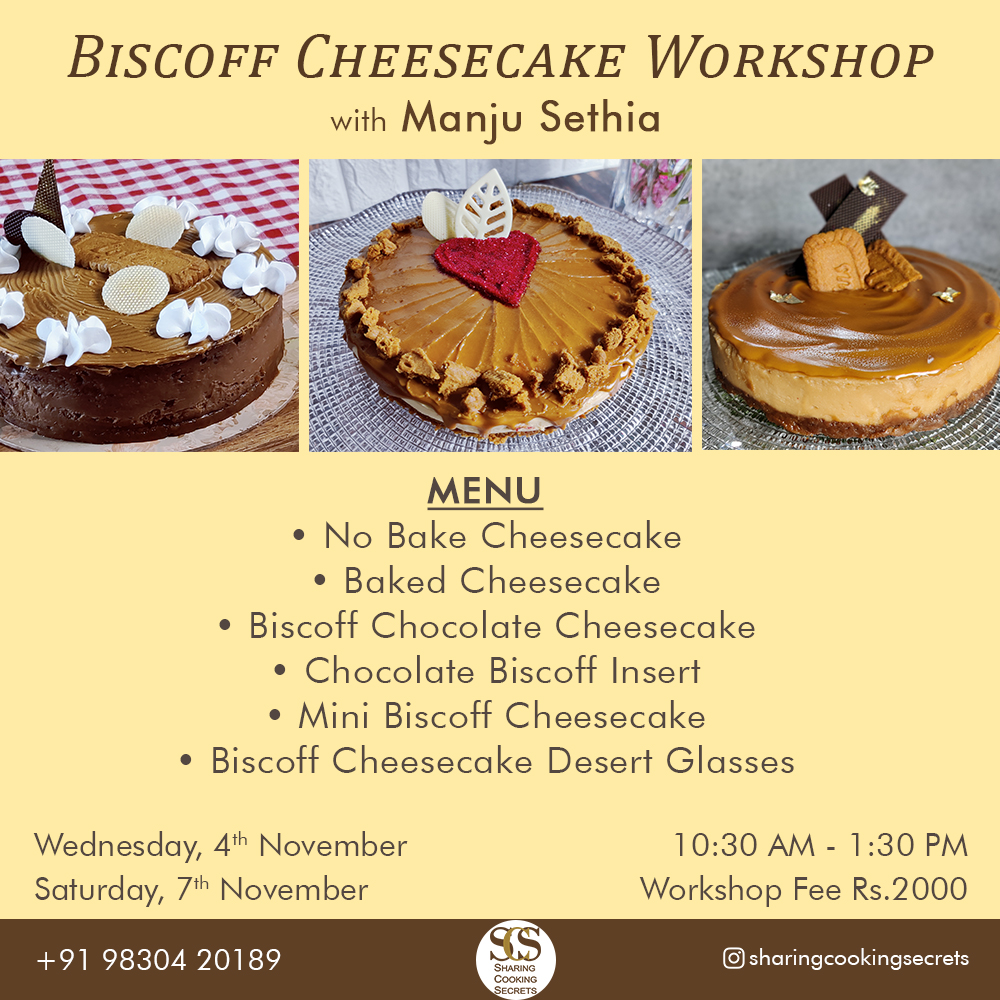 BISCOFF CHEESECAKE WORKSHOP
with Manju Sethia
MENU
• No Bake Cheesecake
• Baked Cheesecake
• Biscoff Chocolate Cheesecake
• Chocolate Biscoff Insert
• Mini Biscoff Cheesecake
• Biscoff Cheesecake Desert Glasses
Wednesday, 4th November
Saturday, 7th November
10:30 AM - 1:30 PM
Workshop Fee Rs.2000
+91 98304 20189
SCS
SHARING
COOKING
SECRETS
sharingcookingsecrets